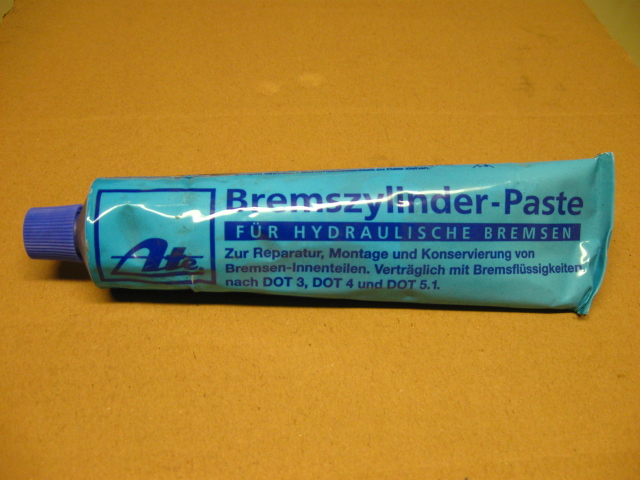 Bremszylinder-Paste
FÜR HYDRAULISCHE BREMSEN
Ate
Zur Reparatur, Montage und Konservierung von
Bremsen-Innenteilen. Verträglich mit Bremsflüssigkeiten
nach DOT 3, DOT 4 und DOT 5.1.